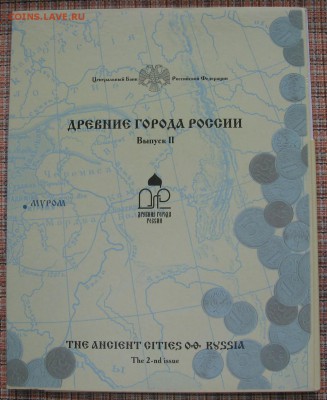 COINS.LAVE.RU
Центральный Банк Российской Федерации
ДРЕВНИЕ ГОРОДА РОССИИ
Выпуск II
МУРОМ
ДРЕВНИЕ ГОРОДА
РОССИИ
THE ANCIENT CITIES OF RUSSIA
The 2-nd issue